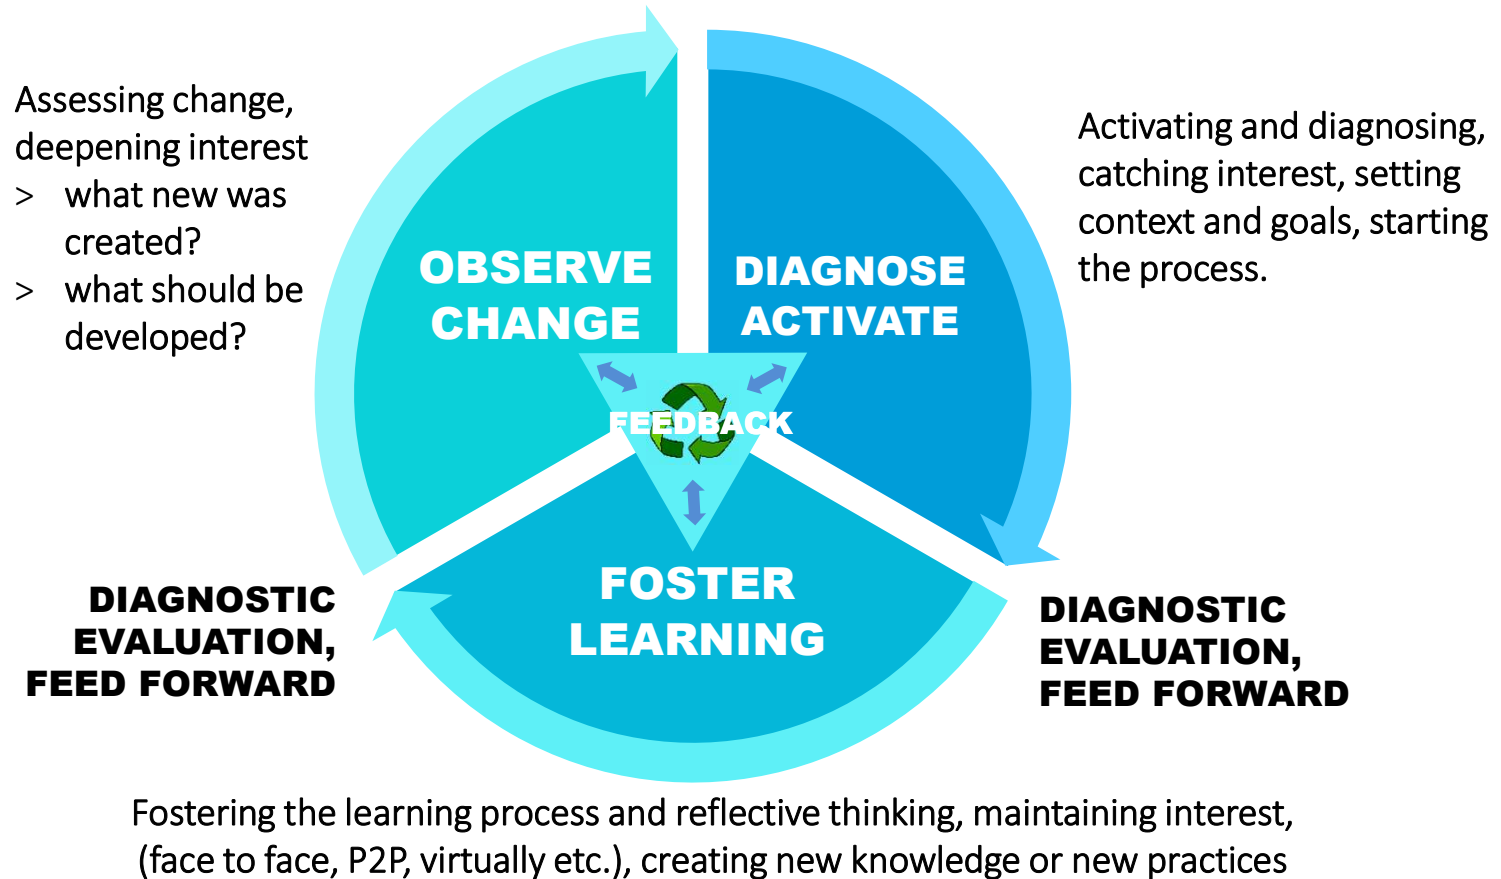 Assessing change,
deepening interest
> what new was
created?
> what should be
developed?
OBSERVE
CHANGE
DIAGNOSE
ACTIVATE
Activating and diagnosing,
catching interest, setting
context and goals, starting
the process.
FEEDBACK
FOSTER
LEARNING
DIAGNOSTIC
EVALUATION,
FEED FORWARD
DIAGNOSTIC
EVALUATION,
FEED FORWARD
Fostering the learning process and reflective thinking, maintaining interest,
(face to face, P2P, virtually etc.), creating new knowledge or new practices